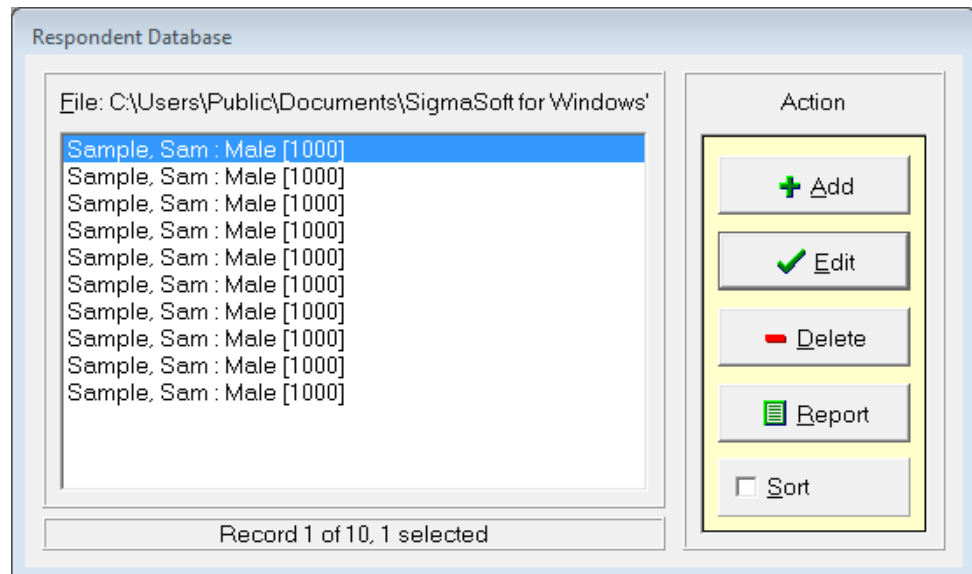 Respondent Database
File: C:\Users\Public\Documents\SigmaSoft for Windows'
Sample, Sam : Male [1000]
Sample, Sam : Male [1000]
Sample, Sam : Male [1000]
Sample, Sam : Male [1000]
Sample, Sam : Male [1000]
Sample, Sam : Male [1000]
Sample, Sam : Male [1000]
Sample, Sam : Male [1000]
Sample, Sam : Male [1000]
Sample, Sam : Male [1000]
Record 1 of 10, 1 selected
Action
Add
Edit
Delete
Report
Sort